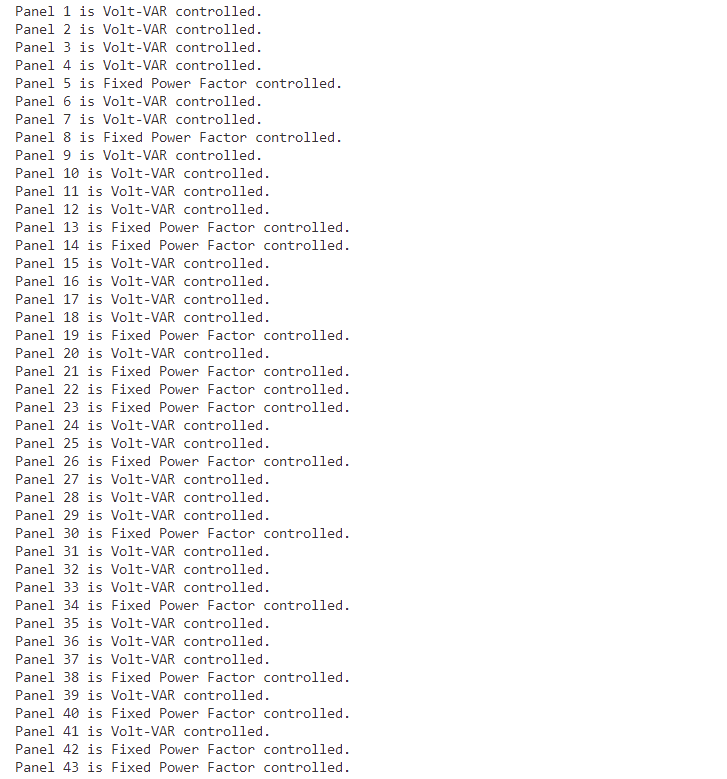 Panel 1 is Volt-VAR controlled.
Panel 2 is Volt-VAR controlled.
Panel 3 is Volt-VAR controlled.
Panel 4 is Volt-VAR controlled.
Panel 5 is Fixed Power Factor controlled.
Panel 6 is Volt-VAR controlled.
Panel 7 is Volt-VAR controlled.
Panel 8 is Fixed Power Factor controlled.
Panel 9 is Volt-VAR controlled.
Panel 10 is Volt-VAR controlled.
Panel 11 is Volt-VAR controlled.
Panel 12 is Volt-VAR controlled.
Panel 13 is Fixed Power Factor controlled.
Panel 14 is Fixed Power Factor controlled.
Panel 15 is Volt-VAR controlled.
Panel 16 is Volt-VAR controlled.
Panel 17 is Volt-VAR controlled.
Panel 18 is Volt-VAR controlled.
Panel 19 is Fixed Power Factor controlled.
Panel 20 is Volt-VAR controlled.
Panel 21 is Fixed Power Factor controlled.
Panel 22 is Fixed Power Factor controlled.
Panel 23 is Fixed Power Factor controlled.
Panel 24 is Volt-VAR controlled.
Panel 25 is Volt-VAR controlled.
Panel 26 is Fixed Power Factor controlled.
Panel 27 is Volt-VAR controlled.
Panel 28 is Volt-VAR controlled.
Panel 29 is Volt-VAR controlled.
Panel 30 is Fixed Power Factor controlled.
Panel 31 is Volt-VAR controlled.
Panel 32 is Volt-VAR controlled.
Panel 33 is Volt-VAR controlled.
Panel 34 is Fixed Power Factor controlled.
Panel 35 is Volt-VAR controlled.
Panel 36 is Volt-VAR controlled.
Panel 37 is Volt-VAR controlled.
Panel 38 is Fixed Power Factor controlled.
Panel 39 is Volt-VAR controlled.
Panel 40 is Fixed Power Factor controlled.
Panel 41 is Volt-VAR controlled.
Panel 42 is Fixed Power Factor controlled.
Panel 43 is Fixed Power Factor controlled.